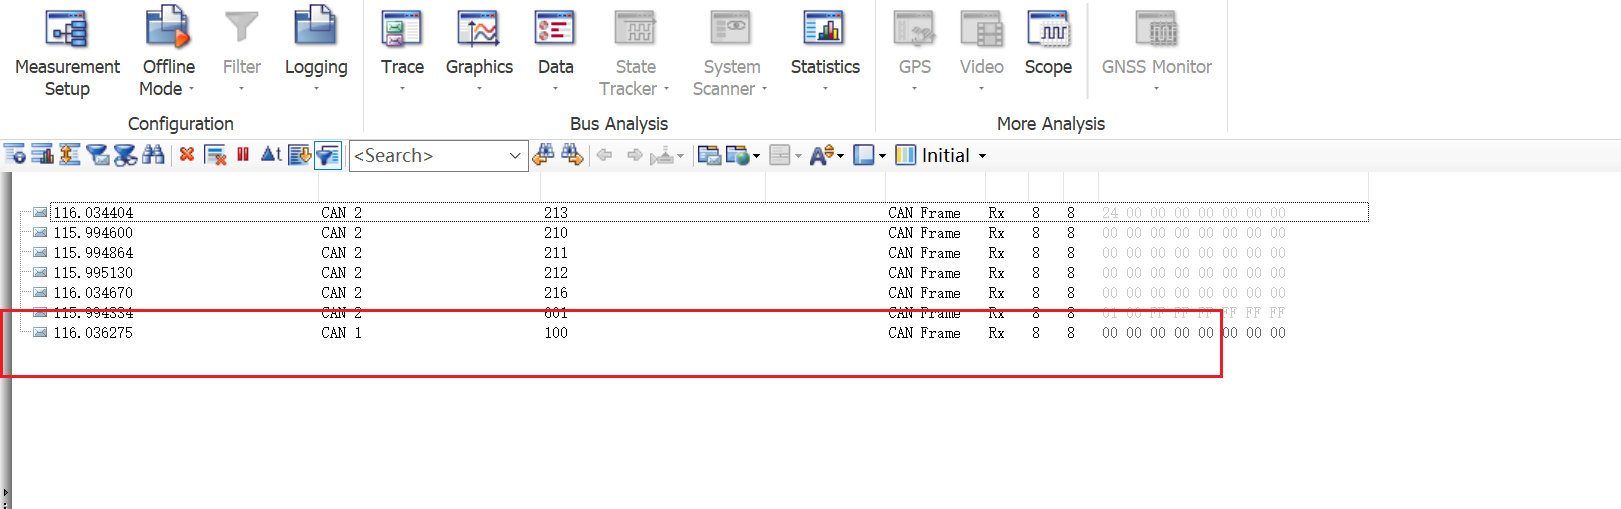 Measurement Setup
Offline Mode
Filter
Logging
Trace
Graphics
Data
State Tracker
System Scanner
Statistics
GPS
Video
Scope
GNSS Monitor
Configuration
Bus Analysis
More Analysis
<Search>
Initial
116.034404 CAN 2 213 CAN Frame Rx 8 8 24 00 00 00 00 00 00 00
115.994600 CAN 2 210 CAN Frame Rx 8 8 00 00 00 00 00 00 00 00
115.994864 CAN 2 211 CAN Frame Rx 8 8 00 00 00 00 00 00 00 00
115.995130 CAN 2 212 CAN Frame Rx 8 8 00 00 00 00 00 00 00 00
116.034670 CAN 2 216 CAN Frame Rx 8 8 00 00 00 00 00 00 00 00
115.994334 CAN 2 601 CAN Frame Rx 8 8 01 00 FF FF FF FF FF FF
116.036275 CAN 1 100 CAN Frame Rx 8 8 00 00 00 00 00 00 00 00